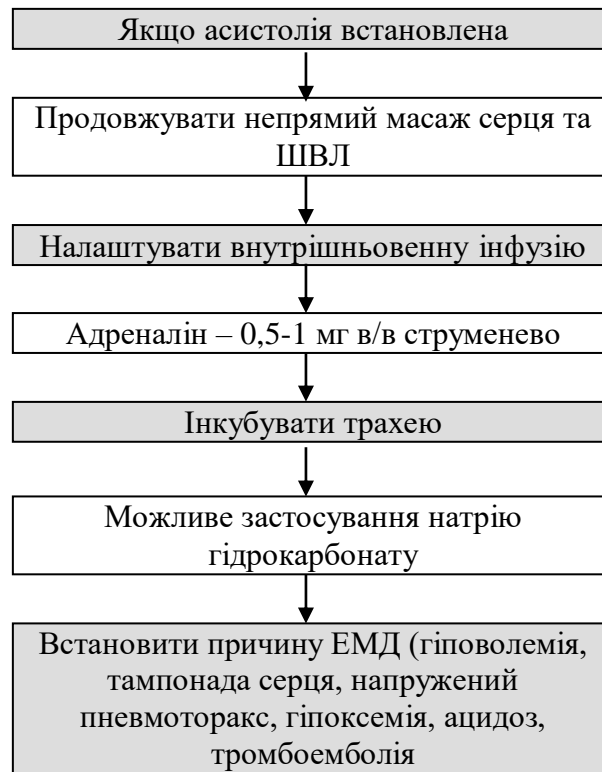 Якщо асистолія встановлена
Продовжувати непрямий масаж серця та
ШВЛ
Налаштувати внутрішньовенну інфузію
Адреналін – 0,5-1 мг в/в струменево
Інкубувати трахею
Можливе застосування натрію
гідрокарбонату
Встановити причину ЕМД (гіповолемія,
тампонада серця, напружений
пневмоторакс, гіпоксемія, ацидоз,
тромбоемболія